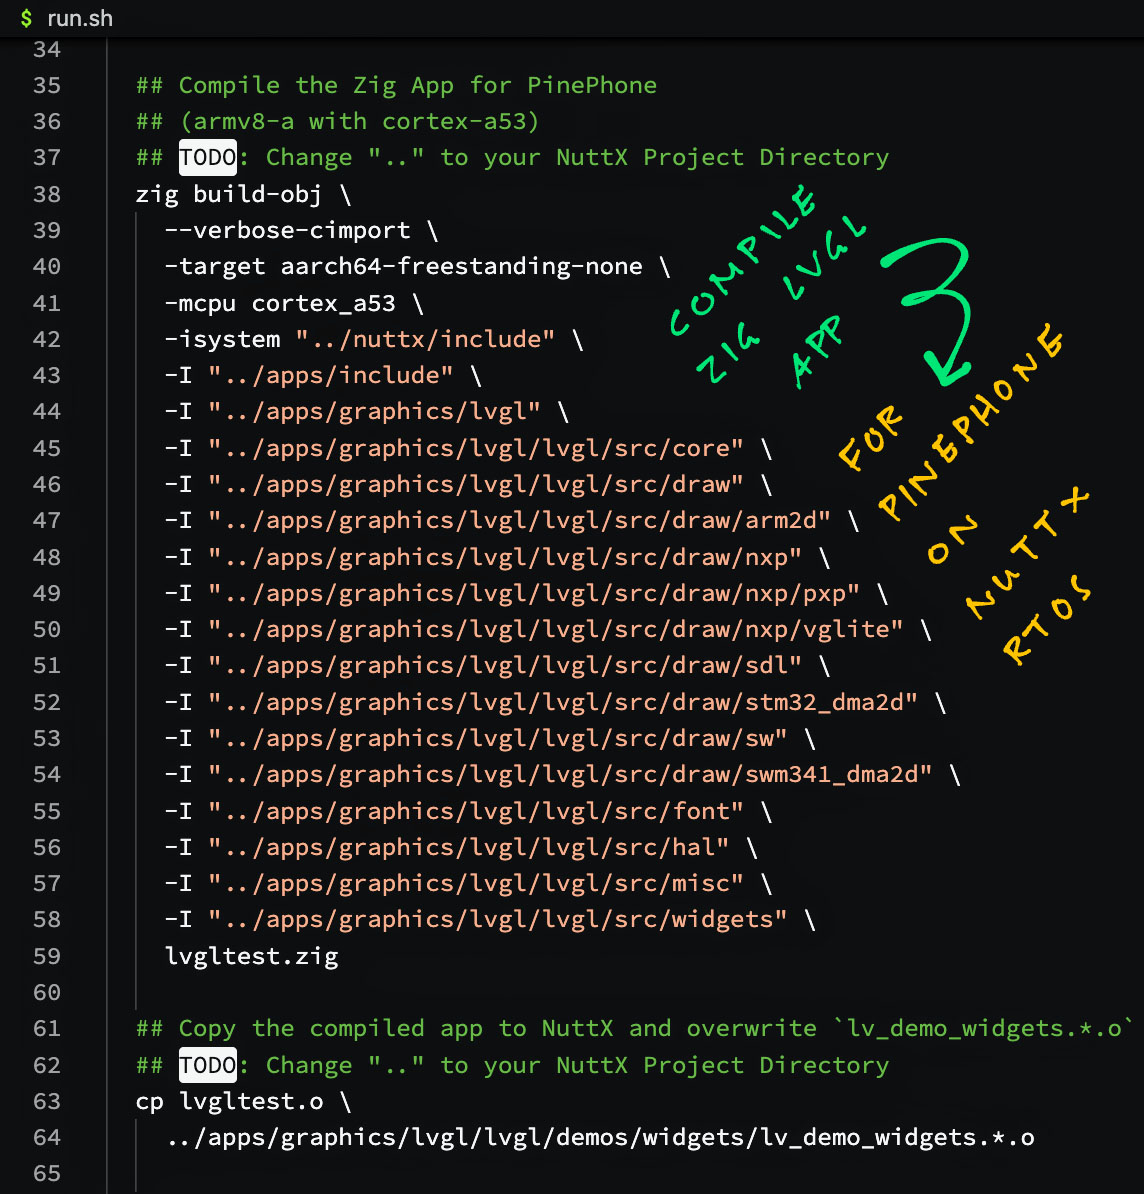 $ run.sh
34
35 ## Compile the Zig App for PinePhone
36 ## (armv8-a with cortex-a53)
37 ## TODO: Change ".." to your NuttX Project Directory
38 zig build-obj \
39 --verbose-cimport \
40 -target aarch64-freestanding-none \
41 -mcpu cortex_a53 \
42 -isystem "../nuttx/include" \
43 -I "../apps/include" \
44 -I "../apps/graphics/lvgl" \
45 -I "../apps/graphics/lvgl/lvgl/src/core" \
46 -I "../apps/graphics/lvgl/lvgl/src/draw" \
47 -I "../apps/graphics/lvgl/lvgl/src/draw/arm2d" \
48 -I "../apps/graphics/lvgl/lvgl/src/draw/nxp" \
49 -I "../apps/graphics/lvgl/lvgl/src/draw/nxp/pxp" \
50 -I "../apps/graphics/lvgl/lvgl/src/draw/nxp/vglite" \
51 -I "../apps/graphics/lvgl/lvgl/src/draw/sdl" \
52 -I "../apps/graphics/lvgl/lvgl/src/draw/stm32_dma2d" \
53 -I "../apps/graphics/lvgl/lvgl/src/draw/sw" \
54 -I "../apps/graphics/lvgl/lvgl/src/draw/swm341_dma2d" \
55 -I "../apps/graphics/lvgl/lvgl/src/font" \
56 -I "../apps/graphics/lvgl/lvgl/src/hal" \
57 -I "../apps/graphics/lvgl/lvgl/src/misc" \
58 -I "../apps/graphics/lvgl/lvgl/src/widgets" \
59 lvgltest.zig
60
61 ## Copy the compiled app to NuttX and overwrite `lv_demo_widgets.*.o`
62 ## TODO: Change ".." to your NuttX Project Directory
63 cp lvgltest.o \
64 ../apps/graphics/lvgl/lvgl/demos/widgets/lv_demo_widgets.*.o
65
COMPILE
ZIG LVGL
APP
FOR
PINEPHONE
ON
NUTTX
RTOS